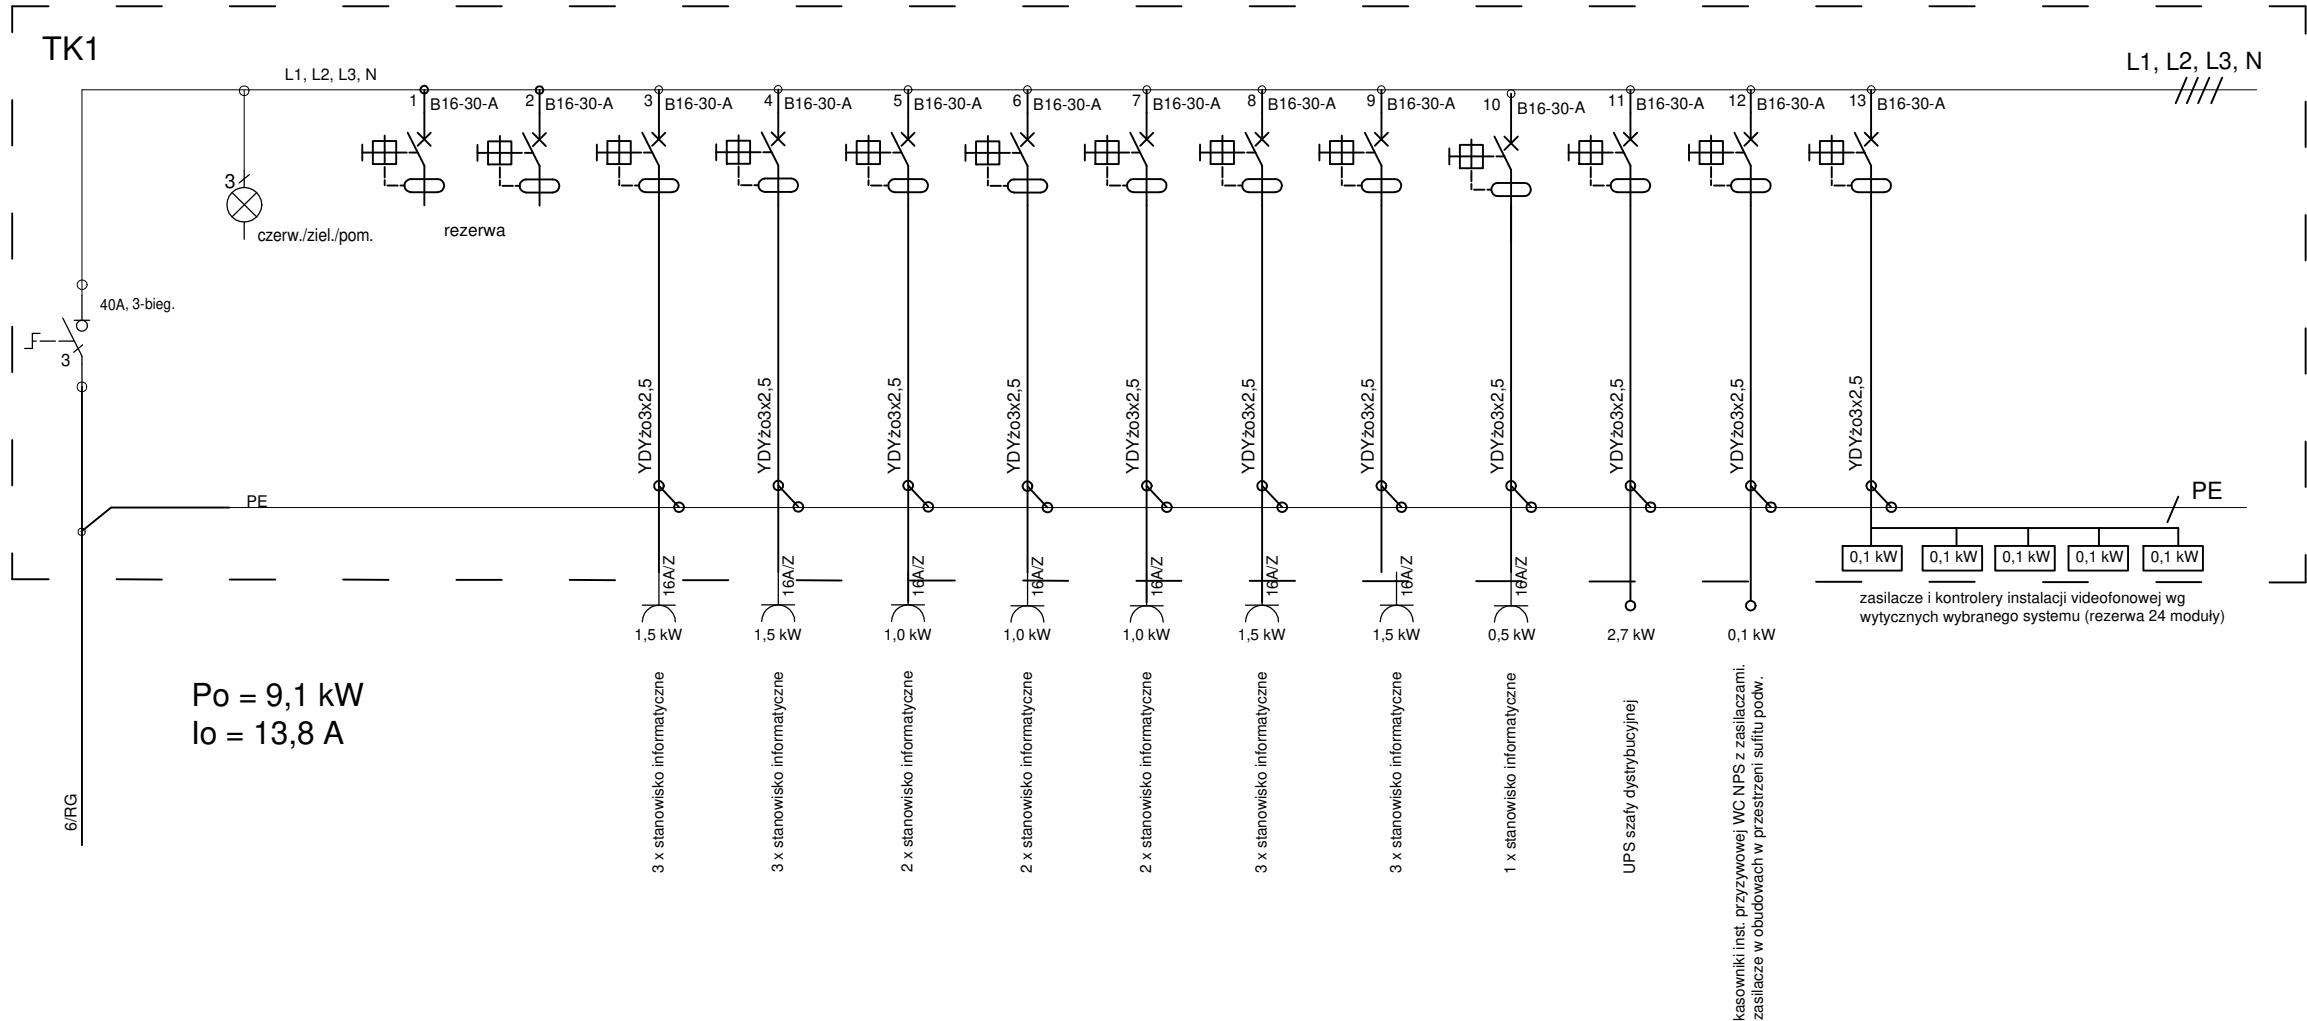 TK1
L1, L2, L3, N
L1, L2, L3, N
1 B16-30-A
2 B16-30-A
3 B16-30-A
4 B16-30-A
5 B16-30-A
6 B16-30-A
7 B16-30-A
8 B16-30-A
9 B16-30-A
10 B16-30-A
11 B16-30-A
12 B16-30-A
13 B16-30-A
3
czerw./ziel./pom.
rezerwa
40A, 3-bieg.
3
YDYżo3x2,5
YDYżo3x2,5
YDYżo3x2,5
YDYżo3x2,5
YDYżo3x2,5
YDYżo3x2,5
YDYżo3x2,5
YDYżo3x2,5
YDYżo3x2,5
YDYżo3x2,5
YDYżo3x2,5
PE
PE
16A/Z
16A/Z
16A/Z
16A/Z
16A/Z
16A/Z
16A/Z
16A/Z
0,1 kW
0,1 kW
0,1 kW
0,1 kW
0,1 kW
zasilacze i kontrolery instalacji videofonowej wg
wytycznych wybranego systemu (rezerwa 24 moduły)
1,5 kW
1,5 kW
1,0 kW
1,0 kW
1,0 kW
1,5 kW
1,5 kW
0,5 kW
2,7 kW
0,1 kW
Po = 9,1 kW
Io = 13,8 A
6/RG
3 x stanowisko informatyczne
3 x stanowisko informatyczne
2 x stanowisko informatyczne
2 x stanowisko informatyczne
2 x stanowisko informatyczne
3 x stanowisko informatyczne
3 x stanowisko informatyczne
1 x stanowisko informatyczne
UPS szafy dystrybucyjnej
kasowniki inst. przyzywowej WC NPS z zasilaczami.
zasilacze w obudowach w przestrzeni sufitu podw.